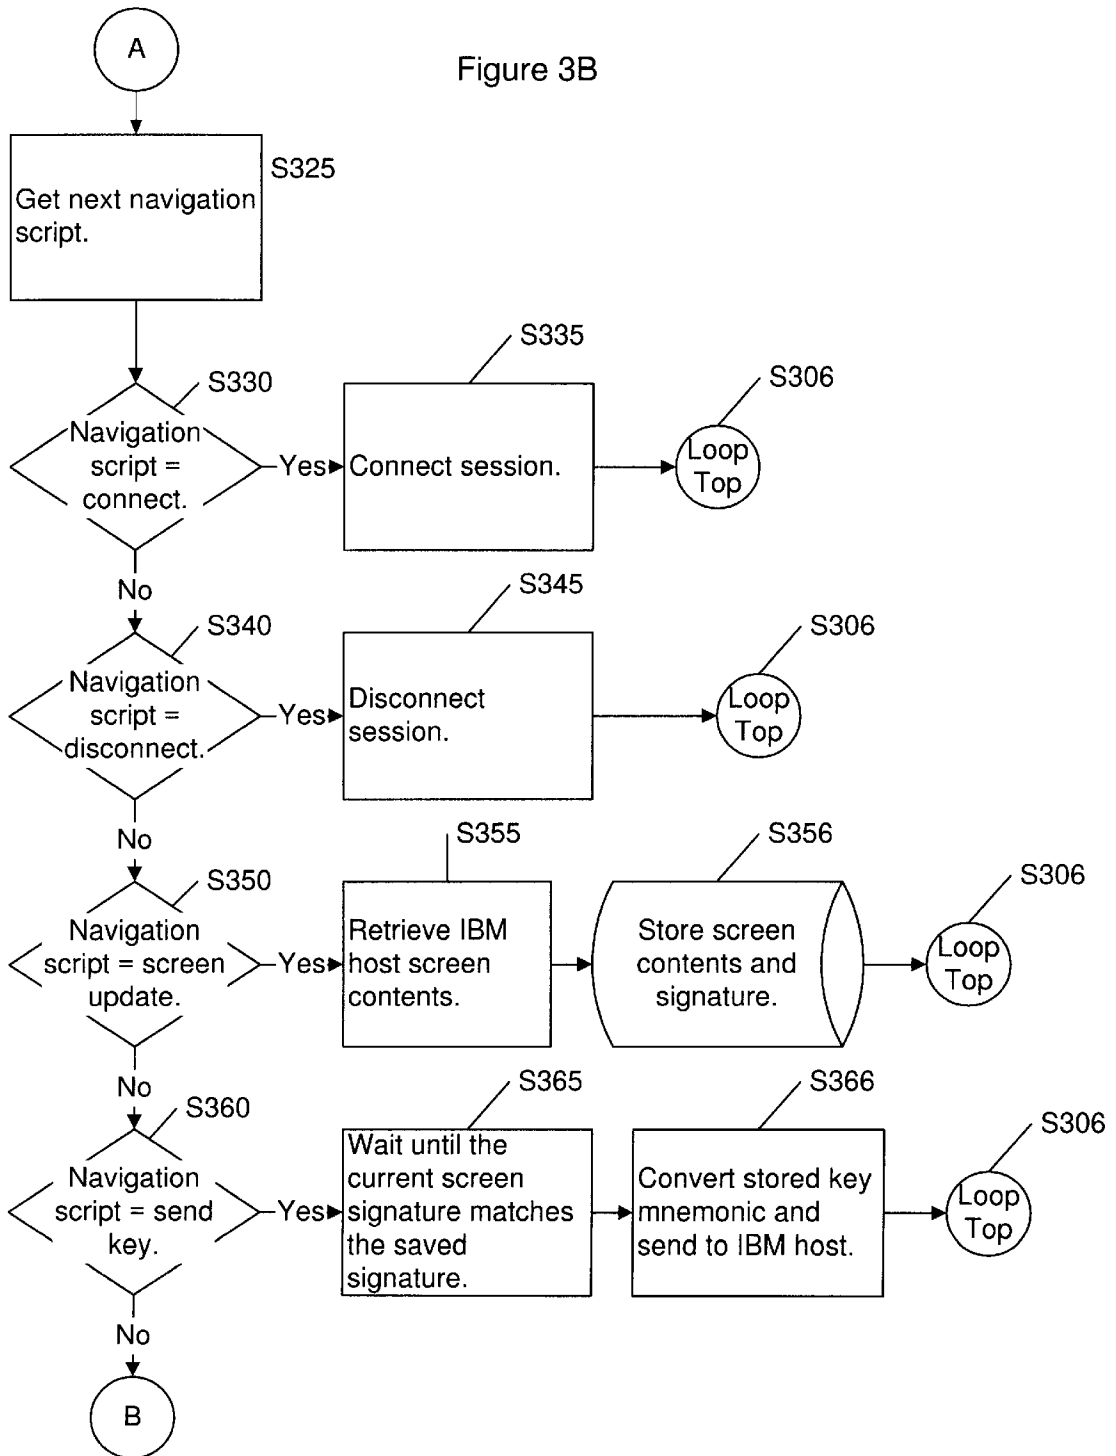 A
Figure 3B
S325
Get next navigation
script.
S335
S330
S306
Navigation
script =
connect.
Yes
Connect session.
Loop
Top
No
S345
S340
S306
Navigation
script =
disconnect.
Yes
Disconnect
session.
Loop
Top
No
S355
S356
S350
S306
Navigation
script = screen
update.
Yes
Retrieve IBM
host screen
contents.
Store screen
contents and
signature.
Loop
Top
No
S365
S366
S360
S306
Navigation
script = send
key.
Yes
Wait until the
current screen
signature matches
the saved
signature.
Convert stored key
mnemonic and
send to IBM host.
Loop
Top
No
B